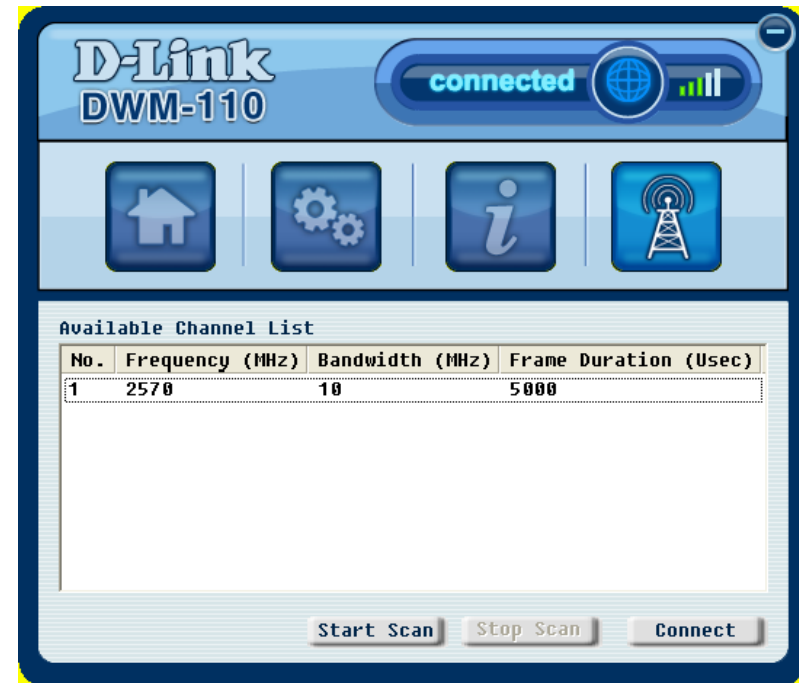 D-Link
DWM-110
connected
Available Channel List
No. Frequency (MHz) Bandwidth (MHz) Frame Duration (Usec)
1 2570 10 5000
Start Scan Stop Scan Connect